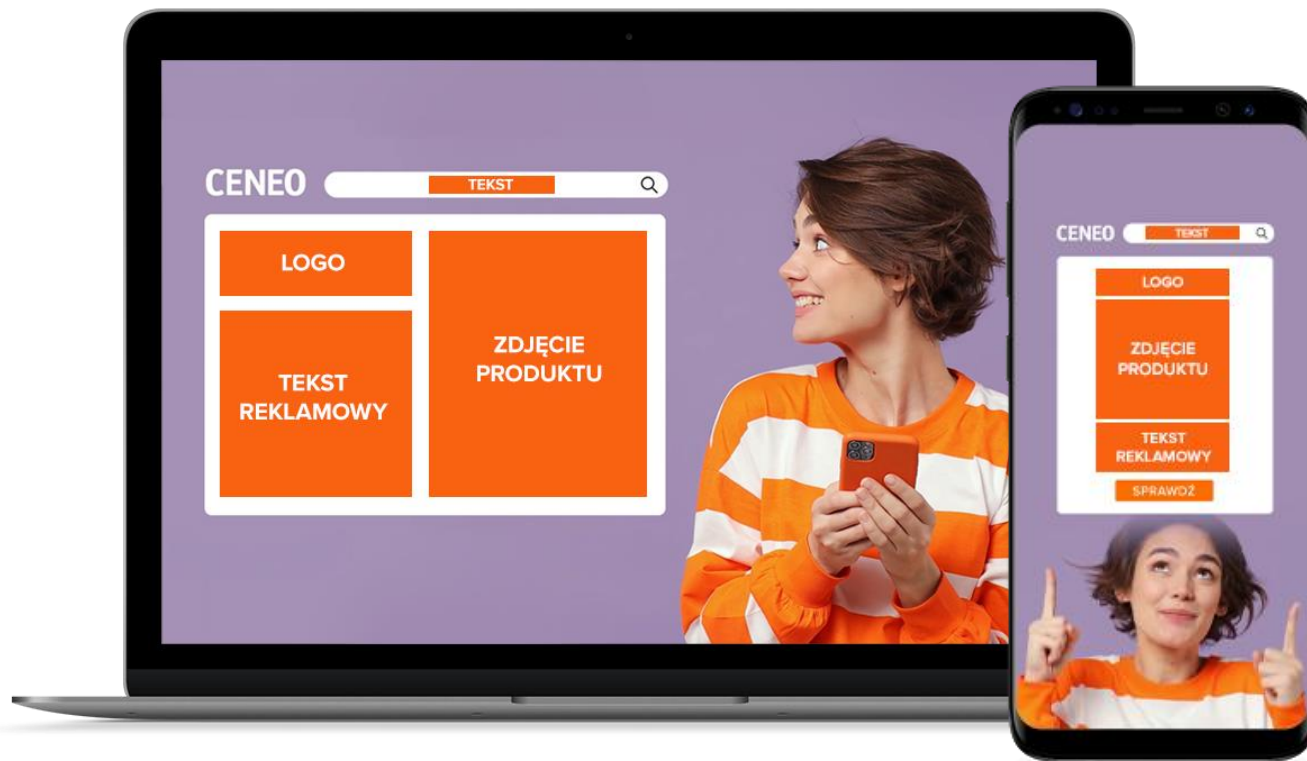 CENEO
TEKST
LOGO
TEKST
REKLAMOWY
ZDJĘCIE
PRODUKTU
CENEO
TEKST
LOGO
ZDJĘCIE
PRODUKTU
TEKST
REKLAMOWY
SPRAWDŹ